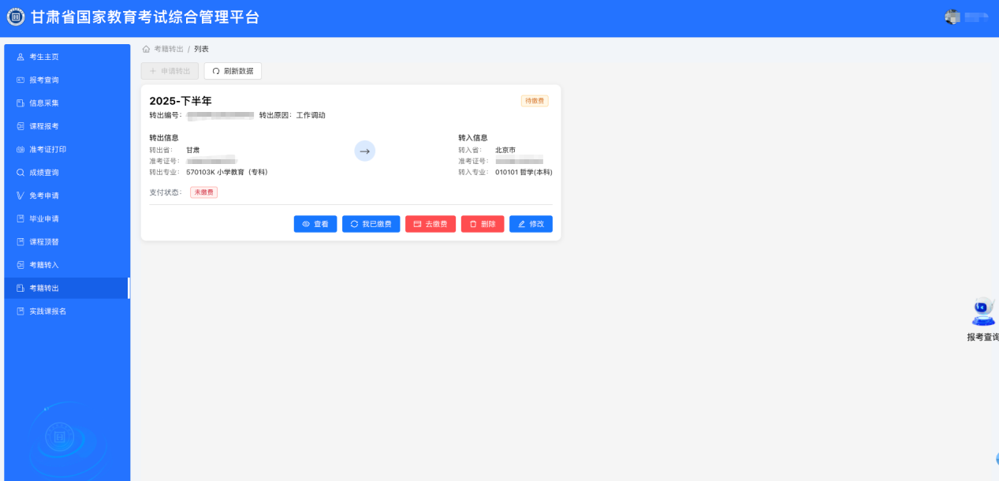 甘肃省国家教育考试综合管理平台
考生主页
报考查询
信息采集
课程报考
准考证打印
成绩查询
免考申请
毕业申请
课程顶替
考籍转入
考籍转出
实践课报名
考籍转出 / 列表
申请转出 刷新数据
2025-下半年 待缴费
转出编号: 转出原因: 工作调动
转出信息 转入信息
转出省: 甘肃 转入省: 北京市
准考证号: 准考证号:
转出专业: 570103K 小学教育（专科） 转入专业: 010101 哲学(本科)
支付状态: 未缴费
查看 我已缴费 去缴费 删除 修改
报考查询